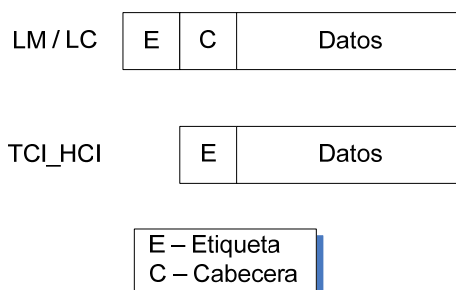 LM / LC E C Datos
TCI_HCI E Datos
E – Etiqueta
C – Cabecera